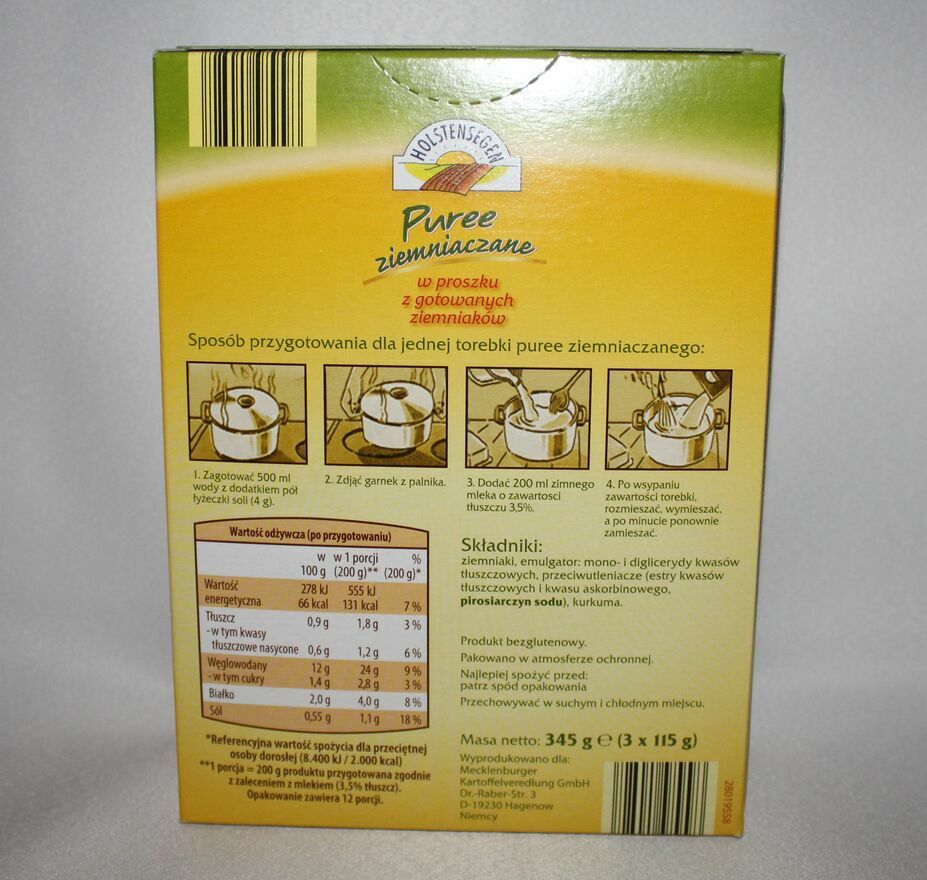 HOLSTENSEGEN
Puree
ziemniaczane
w proszku
z gotowanych
ziemniaków
Sposób przygotowania dla jednej torebki puree ziemniaczanego:
1. Zagotować 500 ml
wody z dodatkiem pół
łyżeczki soli (4 g).
2. Zdjąć garnek z palnika.
3. Dodać 200 ml zimnego
mleka o zawartosci
tłuszczu 3,5%.
4. Po wsypaniu
zawartości torebki,
rozmieszać, wymieszać,
a po minucie ponownie
zamieszać.
Wartość odżywcza (po przygotowaniu)
w w 1 porcji %
100 g (200 g)** (200 g)*
Wartość 278 kJ 555 kJ
energetyczna 66 kcal 131 kcal 7 %
Tłuszcz 0,9 g 1,8 g 3 %
- w tym kwasy
tłuszczowe nasycone 0,6 g 1,2 g 6 %
Węglowodany 12 g 24 g 9 %
- w tym cukry 1,4 g 2,8 g 3 %
Białko 2,0 g 4,0 g 8 %
Sól 0,55 g 1,1 g 18 %
*Referencyjna wartość spożycia dla przeciętnej
osoby dorosłej (8.400 kJ / 2.000 kcal)
**1 porcja = 200 g produktu przygotowana zgodnie
z zaleceniem z mlekiem (3,5% tłuszcz).
Opakowanie zawiera 12 porcji.
Składniki:
ziemniaki, emulgator: mono- i diglicerydy kwasów
tłuszczowych, przeciwutleniacze (estry kwasów
tłuszczowych i kwasu askorbinowego,
pirosiarczyn sodu), kurkuma.
Produkt bezglutenowy.
Pakowano w atmosferze ochronnej.
Najlepiej spożyć przed:
patrz spód opakowania
Przechowywać w suchym i chłodnym miejscu.
Masa netto: 345 g ℮ (3 x 115 g)
Wyprodukowano dla:
Mecklenburger
Kartoffelveredlung GmbH
Dr.-Raber-Str. 3
D-19230 Hagenow
Niemcy
28019558